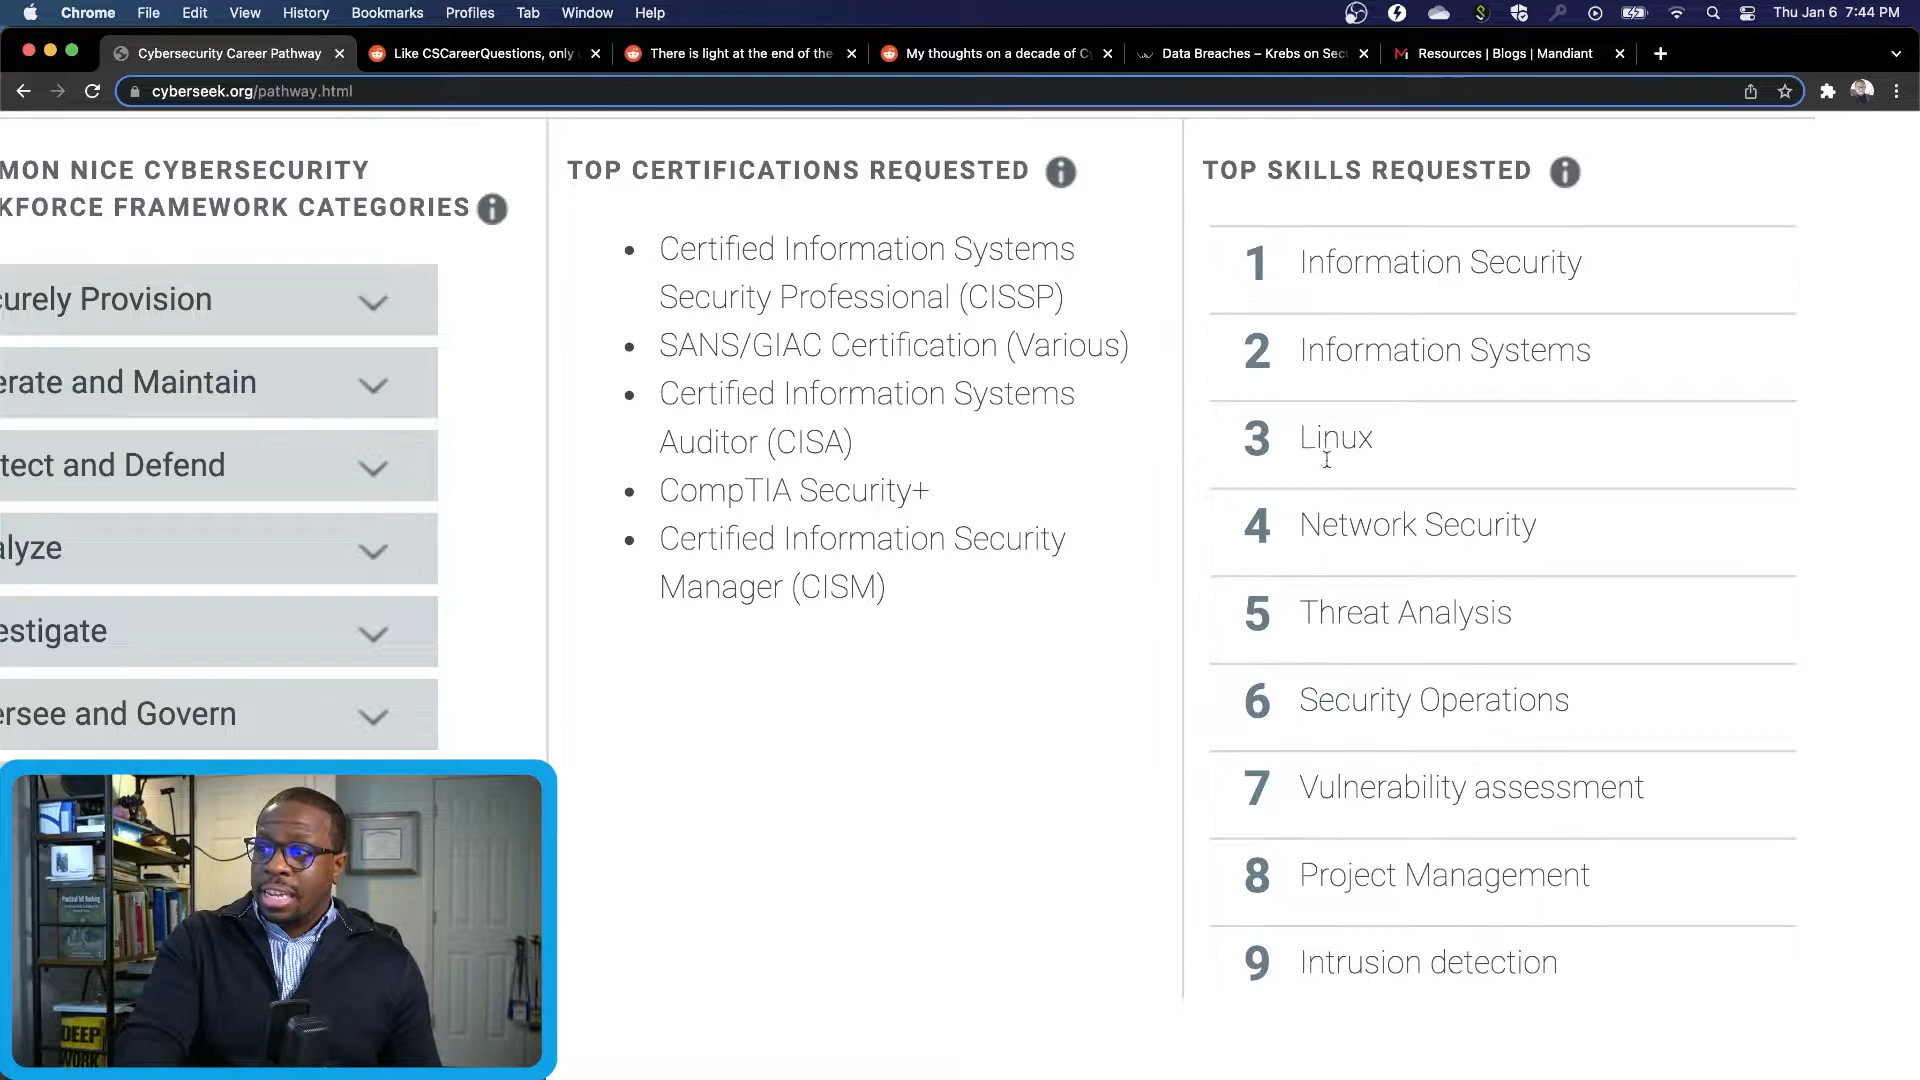 Chrome File Edit View History Bookmarks Profiles Tab Window Help Thu Jan 6 7:44 PM
Cybersecurity Career Pathway Like CSCareerQuestions, only There is light at the end of the My thoughts on a decade of C Data Breaches – Krebs on Sec Resources | Blogs | Mandiant
cyberseek.org/pathway.html
MON NICE CYBERSECURITY
KFORCE FRAMEWORK CATEGORIES
curely Provision
erate and Maintain
tect and Defend
alyze
estigate
ersee and Govern
TOP CERTIFICATIONS REQUESTED
• Certified Information Systems
Security Professional (CISSP)
• SANS/GIAC Certification (Various)
• Certified Information Systems
Auditor (CISA)
• CompTIA Security+
• Certified Information Security
Manager (CISM)
TOP SKILLS REQUESTED
1 Information Security
2 Information Systems
3 Linux
4 Network Security
5 Threat Analysis
6 Security Operations
7 Vulnerability assessment
8 Project Management
9 Intrusion detection
DEEP
WORK